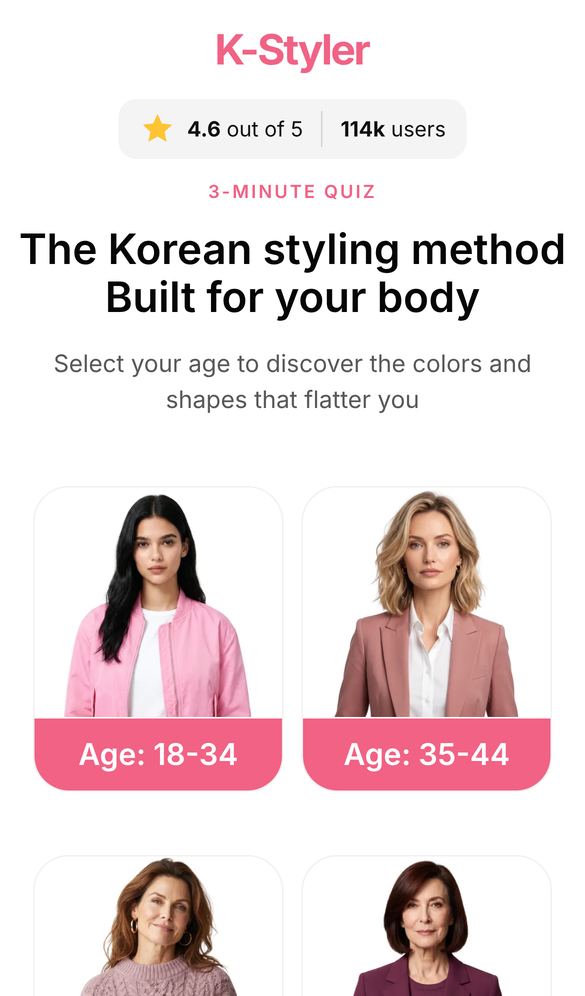 K-Styler
4.6 out of 5 114k users
3-MINUTE QUIZ
The Korean styling method
Built for your body
Select your age to discover the colors and
shapes that flatter you
Age: 18-34 Age: 35-44